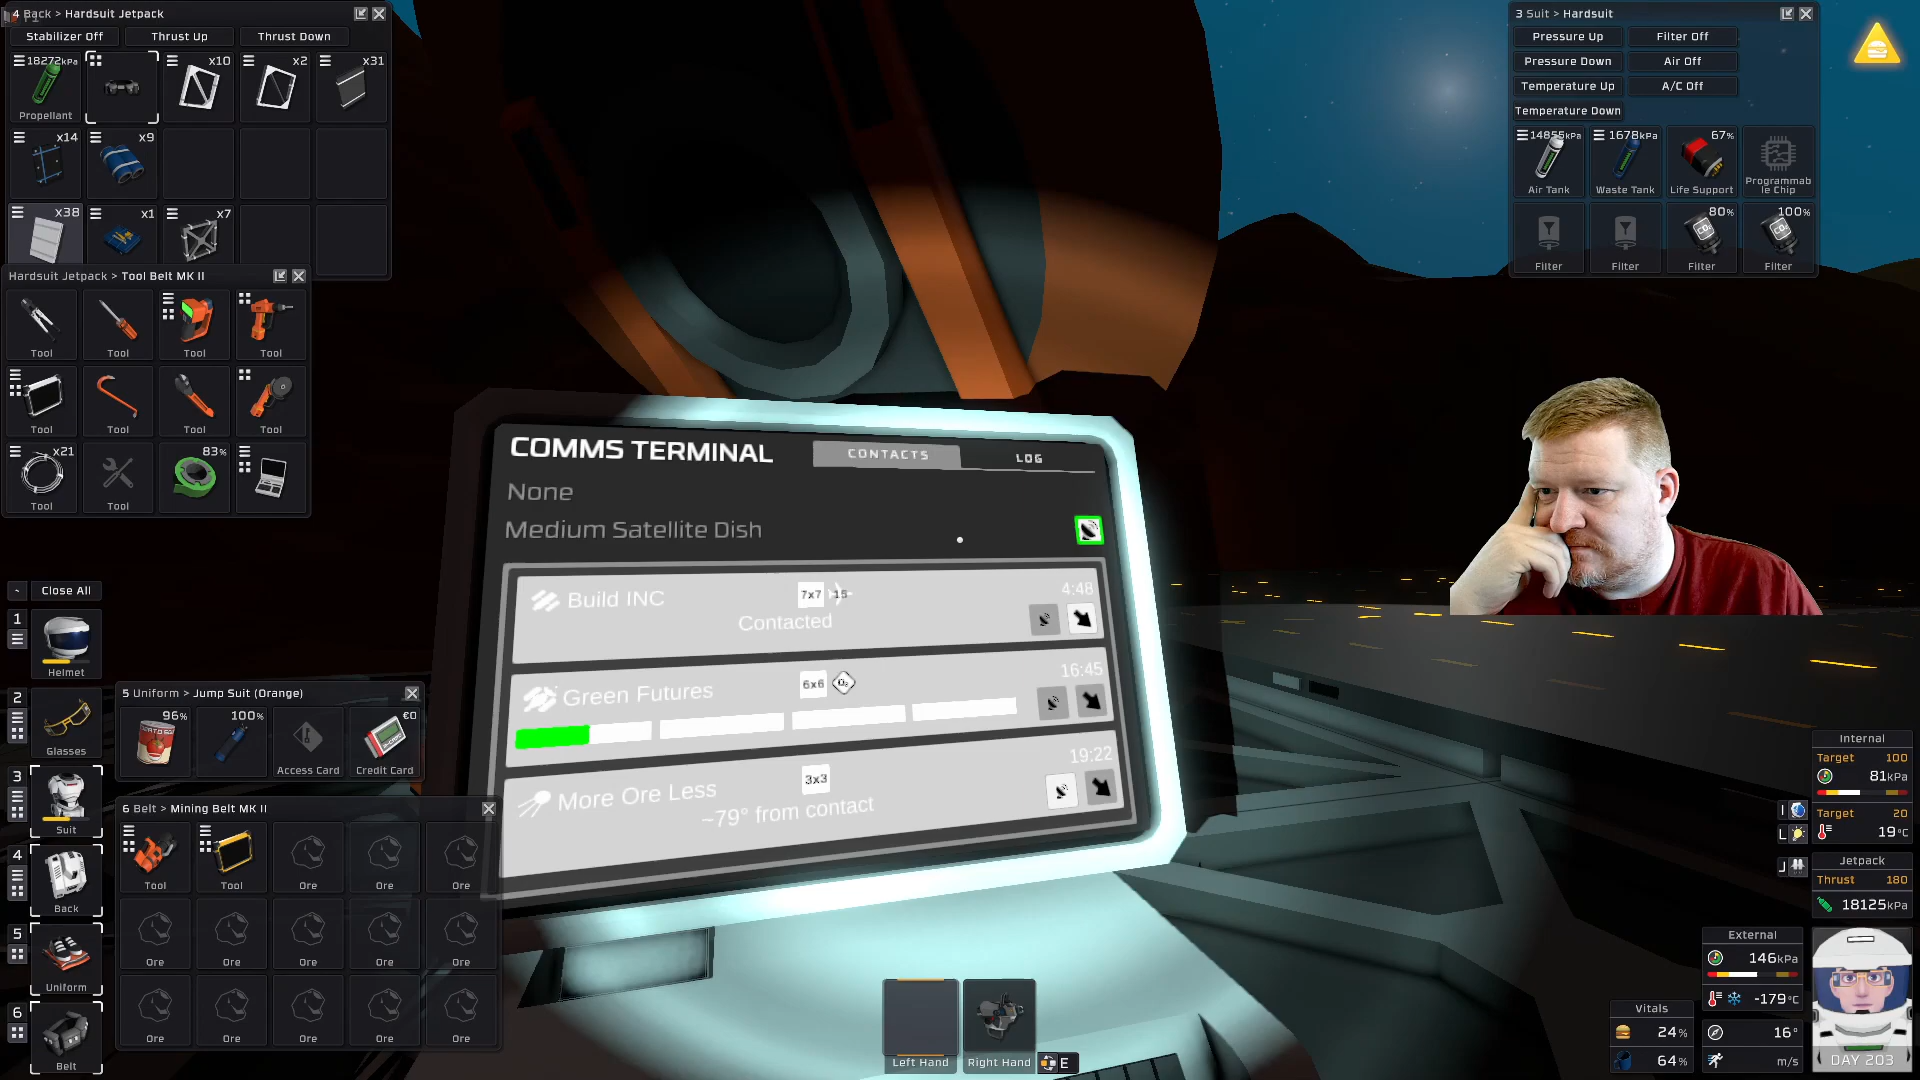 4 Back > Hardsuit Jetpack
Stabilizer Off
Thrust Up
Thrust Down
18272kPa
x10
x2
x31
Propellant
x14
x9
x38
x1
x7
Hardsuit Jetpack > Tool Belt MK II
Tool
Tool
Tool
Tool
Tool
Tool
Tool
Tool
x21
83%
Tool
Tool
3 Suit > Hardsuit
Pressure Up
Filter Off
Pressure Down
Air Off
Temperature Up
A/C Off
Temperature Down
14855kPa
1678kPa
67%
Air Tank
Waste Tank
Life Support
Programmable Chip
80%
100%
Filter
Filter
Filter
Filter
COMMS TERMINAL
CONTACTS
LOG
None
Medium Satellite Dish
Build INC
7x7
15
4:48
Contacted
Green Futures
6x6
O₂
16:45
More Ore Less
3x3
19:22
~79° from contact
~
Close All
1
Helmet
2
Glasses
3
Suit
4
Back
5
Uniform
6
Belt
5 Uniform > Jump Suit (Orange)
96%
100%
€0
Access Card
Credit Card
6 Belt > Mining Belt MK II
Tool
Tool
Ore
Ore
Ore
Ore
Ore
Ore
Ore
Ore
Ore
Ore
Ore
Ore
Ore
Left Hand
Right Hand
E
Internal
Target 100
81kPa
I
Target 20
L
19°C
Jetpack
J
Thrust 180
18125kPa
External
146kPa
-179°C
Vitals
24%
16°
64%
m/s
DAY 203